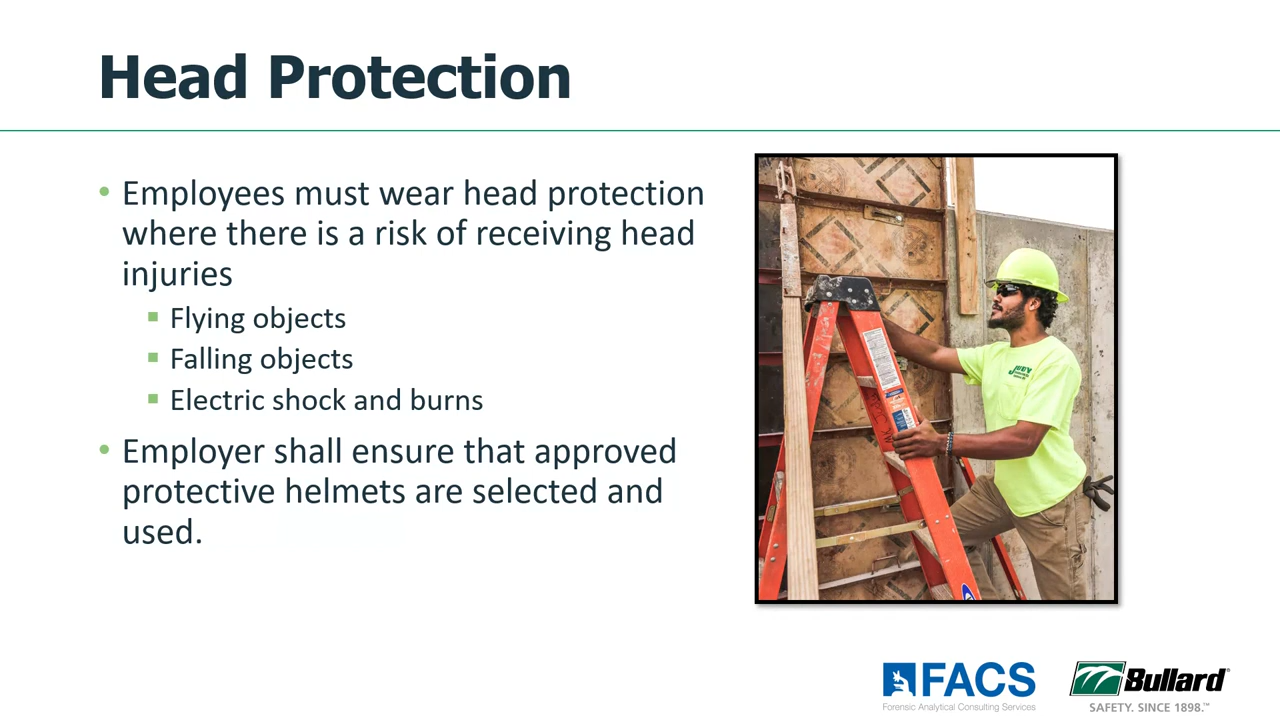 Head Protection
• Employees must wear head protection
where there is a risk of receiving head
injuries
▪ Flying objects
▪ Falling objects
▪ Electric shock and burns
• Employer shall ensure that approved
protective helmets are selected and
used.
FACS
Forensic Analytical Consulting Services
Bullard®
SAFETY. SINCE 1898.™